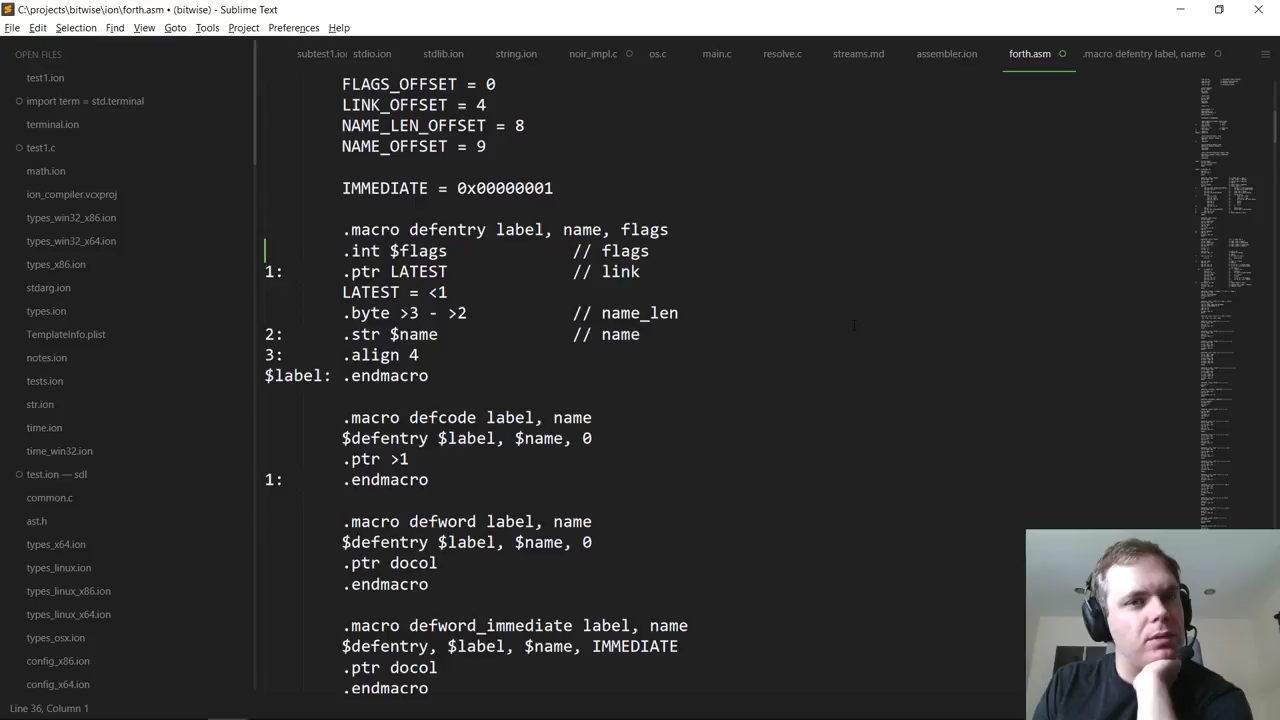 C:\projects\bitwise\ion\forth.asm • (bitwise) - Sublime Text
File Edit Selection Find View Goto Tools Project Preferences Help
OPEN FILES
test1.ion
import term = std.terminal
terminal.ion
test1.c
math.ion
ion_compiler.vcxproj
types_win32_x86.ion
types_win32_x64.ion
types_x86.ion
stdarg.ion
types.ion
TemplateInfo.plist
notes.ion
tests.ion
str.ion
time.ion
time_win32.ion
test.ion — sdl
common.c
ast.h
types_x64.ion
types_linux.ion
types_linux_x86.ion
types_linux_x64.ion
types_osx.ion
config_x86.ion
config_x64.ion
subtest1.ioi stdio.ion stdlib.ion string.ion noir_impl.c os.c main.c resolve.c streams.md assembler.ion forth.asm .macro defentry label, name
FLAGS_OFFSET = 0
LINK_OFFSET = 4
NAME_LEN_OFFSET = 8
NAME_OFFSET = 9
IMMEDIATE = 0x00000001
.macro defentry label, name, flags
.int $flags // flags
1: .ptr LATEST // link
LATEST = <1
.byte >3 - >2 // name_len
2: .str $name // name
3: .align 4
$label: .endmacro
.macro defcode label, name
$defentry $label, $name, 0
.ptr >1
1: .endmacro
.macro defword label, name
$defentry $label, $name, 0
.ptr docol
.endmacro
.macro defword_immediate label, name
$defentry, $label, $name, IMMEDIATE
.ptr docol
.endmacro
Line 36, Column 1